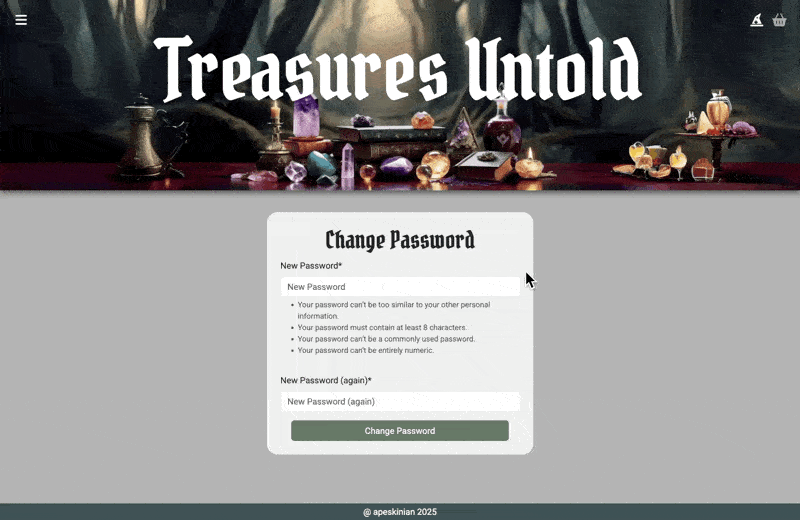 Treasures Untold
Change Password
New Password*
New Password
• Your password can't be too similar to your other personal
information.
• Your password must contain at least 8 characters.
• Your password can't be a commonly used password.
• Your password can't be entirely numeric.
New Password (again)*
New Password (again)
Change Password
@ apeskinian 2025